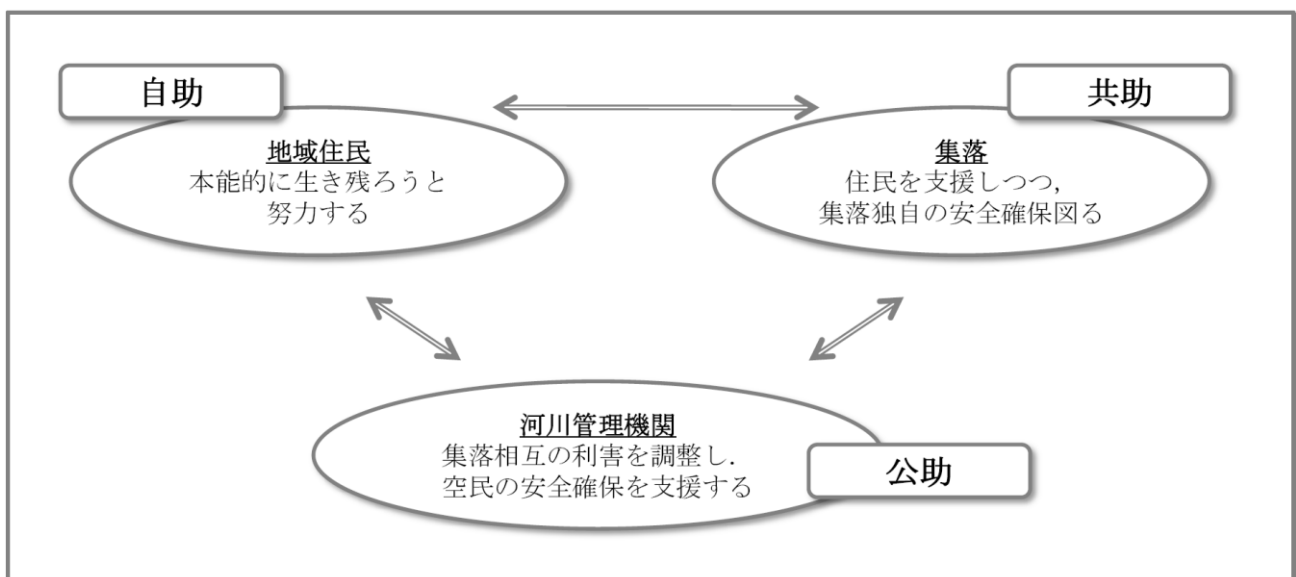 自助
地域住民
本能的に生き残ろうと
努力する
共助
集落
住民を支援しつつ,
集落独自の安全確保図る
河川管理機関
集落相互の利害を調整し.
空民の安全確保を支援する
公助